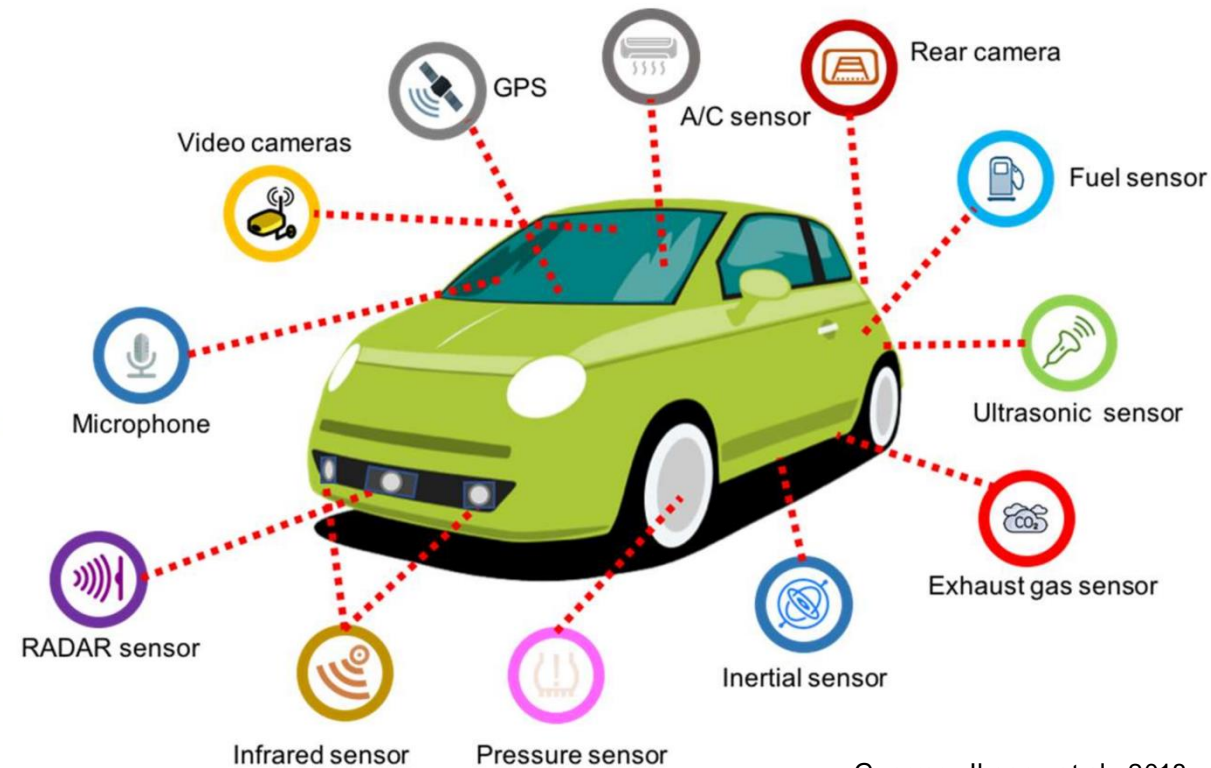 Rear camera
GPS
A/C sensor
Video cameras
Fuel sensor
Microphone
Ultrasonic sensor
CO₂
Exhaust gas sensor
RADAR sensor
Inertial sensor
Infrared sensor
Pressure sensor